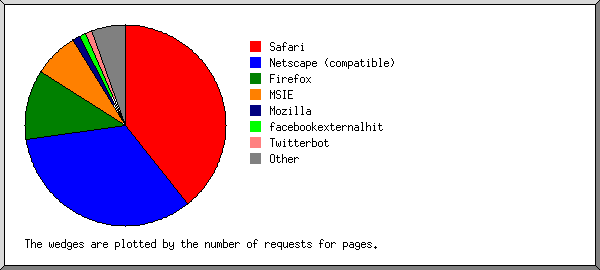 Safari
Netscape (compatible)
Firefox
MSIE
Mozilla
facebookexternalhit
Twitterbot
Other
The wedges are plotted by the number of requests for pages.